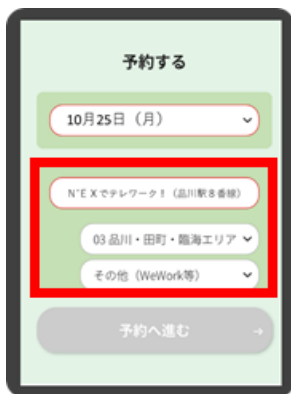 予約する
10月25日（月）
N'EXでテレワーク！（品川駅８番線）
03 品川・田町・臨海エリア
その他（WeWork等）
予約へ進む →